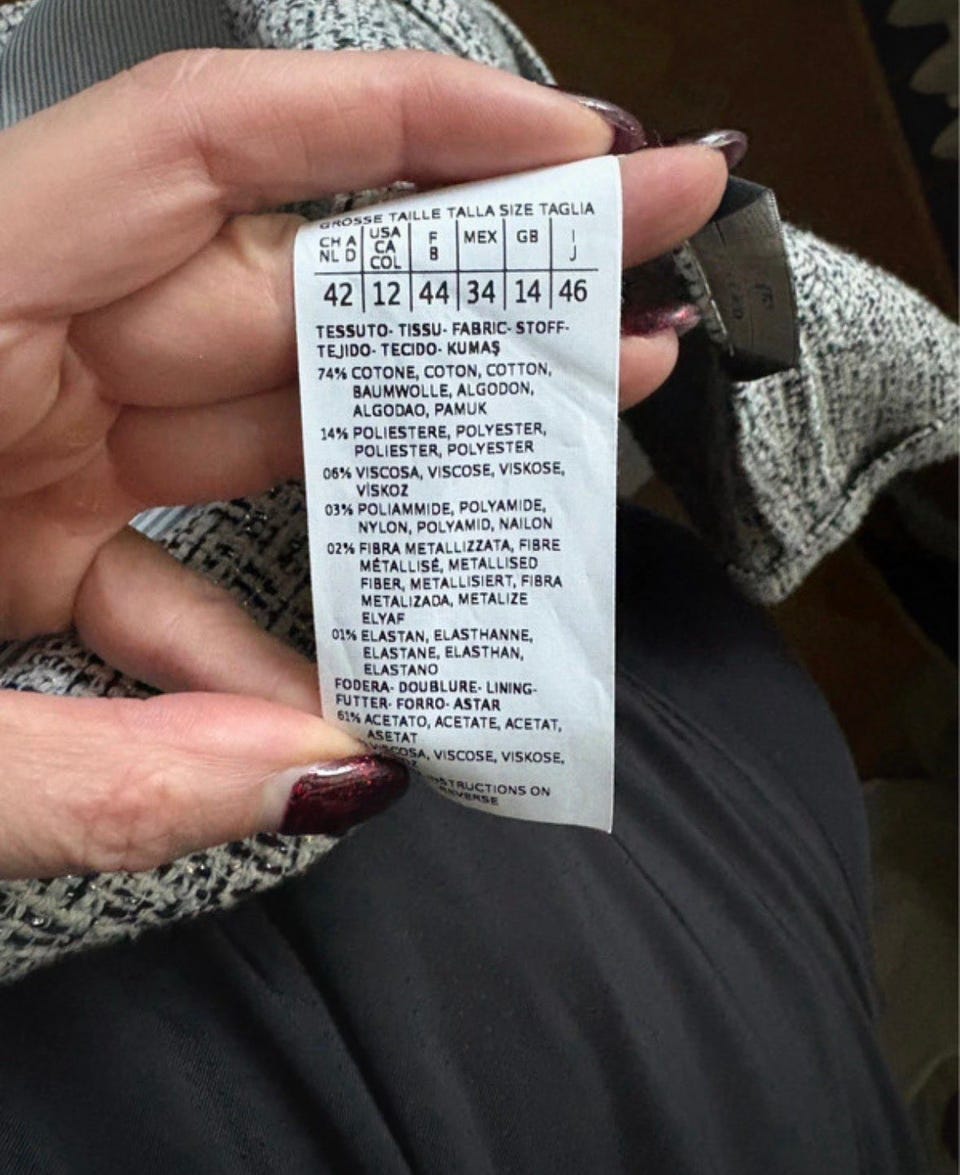 GROSSE TAILLE TALLA SIZE TAGLIA
CH A USA F MEX GB I
NL D CA B J
COL
42 12 44 34 14 46
TESSUTO- TISSU- FABRIC- STOFF-
TEJIDO- TECIDO- KUMAŞ
74% COTONE, COTON, COTTON,
BAUMWOLLE, ALGODON,
ALGODAO, PAMUK
14% POLIESTERE, POLYESTER,
POLIESTER, POLYESTER
06% VISCOSA, VISCOSE, VISKOSE,
VİSKOZ
03% POLIAMMIDE, POLYAMIDE,
NYLON, POLYAMID, NAILON
02% FIBRA METALLIZZATA, FIBRE
MÉTALLISÉ, METALLISED
FIBER, METALLISIERT, FIBRA
METALIZADA, METALIZE
ELYAF
01% ELASTAN, ELASTHANNE,
ELASTANE, ELASTHAN,
ELASTANO
FODERA- DOUBLURE- LINING-
FUTTER- FORRO- ASTAR
61% ACETATO, ACETATE, ACETAT,
ASETAT
VISCOSA, VISCOSE, VISKOSE,
INSTRUCTIONS ON
REVERSE